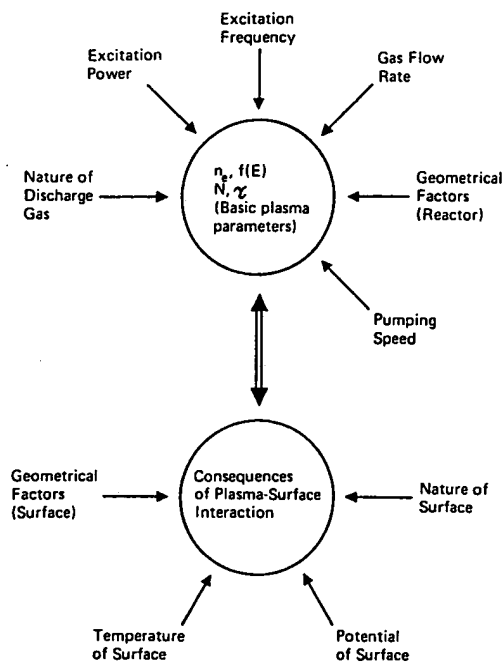 Excitation
Frequency
Excitation
Power
Gas Flow
Rate
Nature of
Discharge
Gas
nₑ, f(E)
N, τ
(Basic plasma
parameters)
Geometrical
Factors
(Reactor)
Pumping
Speed
Geometrical
Factors
(Surface)
Consequences
of Plasma-Surface
Interaction
Nature of
Surface
Temperature
of Surface
Potential
of Surface